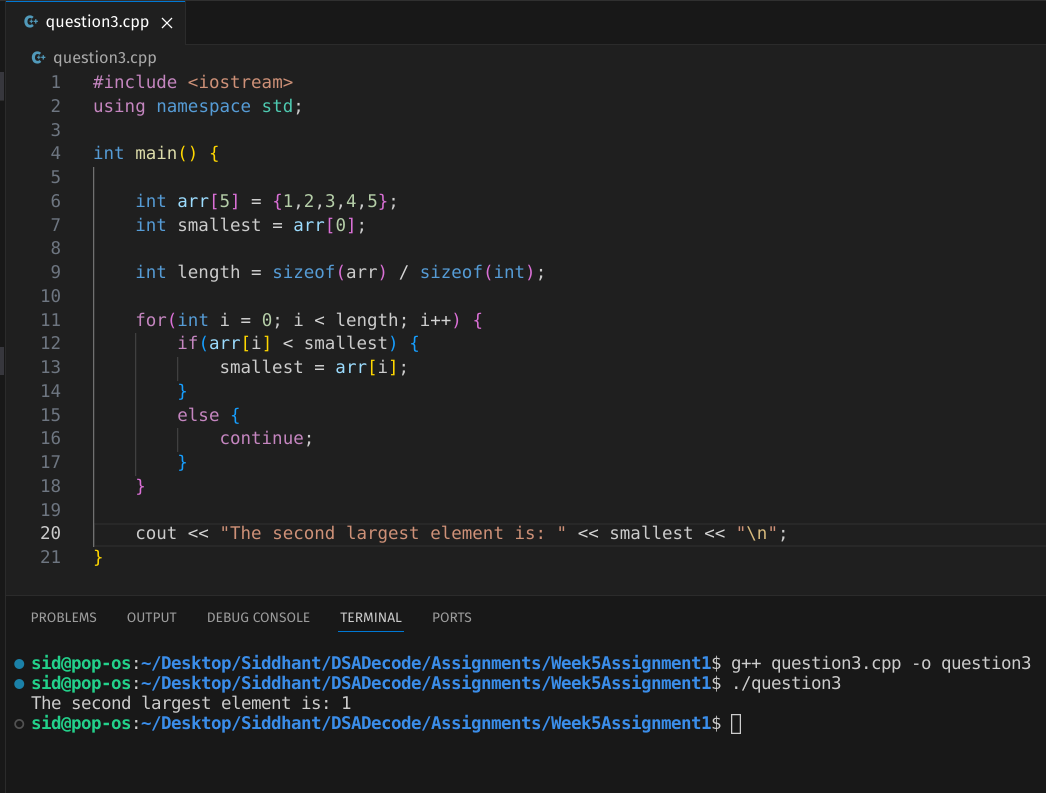 question3.cpp ×
question3.cpp
1 #include <iostream>
2 using namespace std;
3
4 int main() {
5
6 int arr[5] = {1,2,3,4,5};
7 int smallest = arr[0];
8
9 int length = sizeof(arr) / sizeof(int);
10
11 for(int i = 0; i < length; i++) {
12 if(arr[i] < smallest) {
13 smallest = arr[i];
14 }
15 else {
16 continue;
17 }
18 }
19
20 cout << "The second largest element is: " << smallest << "\n";
21 }
PROBLEMS OUTPUT DEBUG CONSOLE TERMINAL PORTS
sid@pop-os:~/Desktop/Siddhant/DSADecode/Assignments/Week5Assignment1$ g++ question3.cpp -o question3
sid@pop-os:~/Desktop/Siddhant/DSADecode/Assignments/Week5Assignment1$ ./question3
The second largest element is: 1
sid@pop-os:~/Desktop/Siddhant/DSADecode/Assignments/Week5Assignment1$